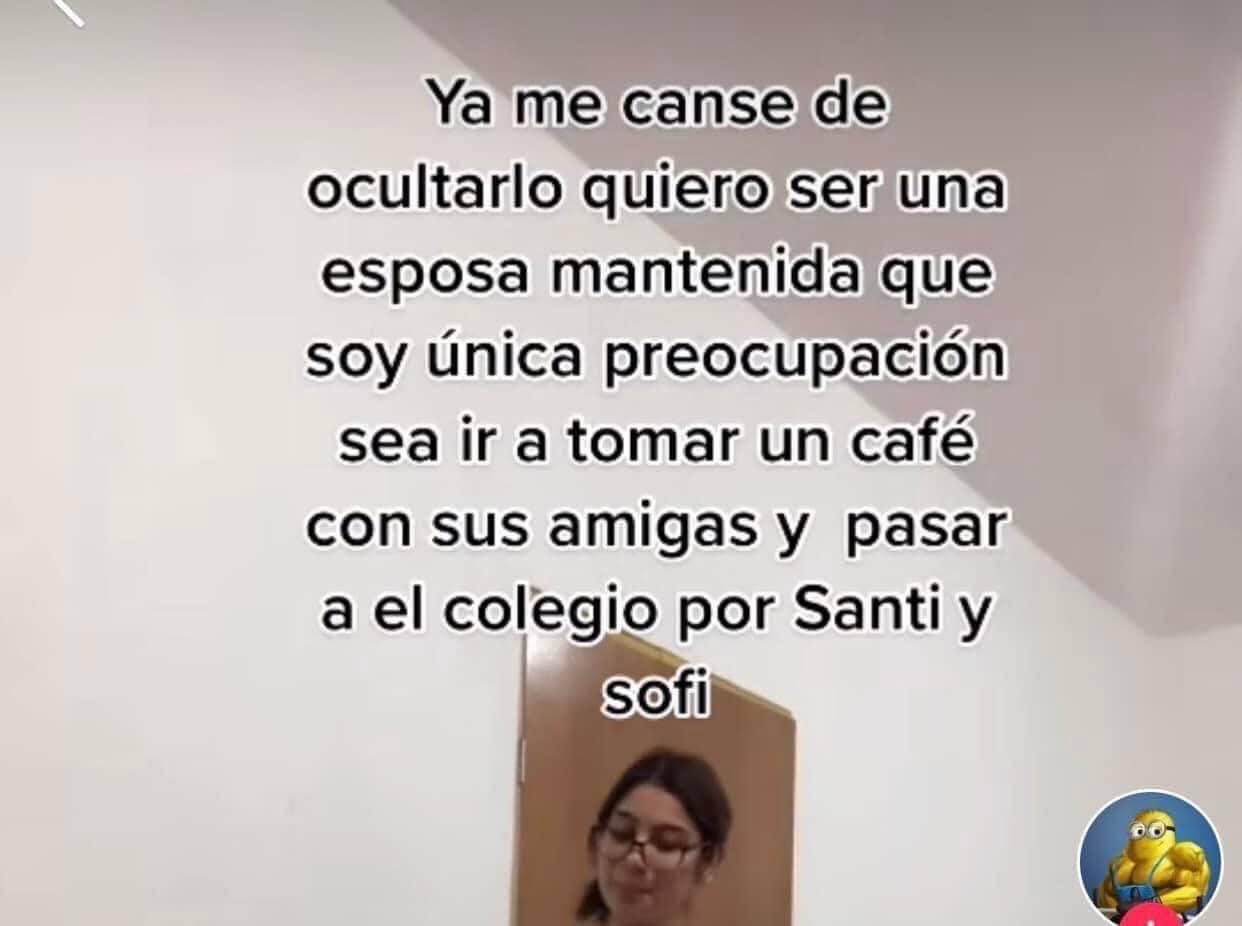 Ya me canse de
ocultarlo quiero ser una
esposa mantenida que
soy única preocupación
sea ir a tomar un café
con sus amigas y pasar
a el colegio por Santi y
sofi